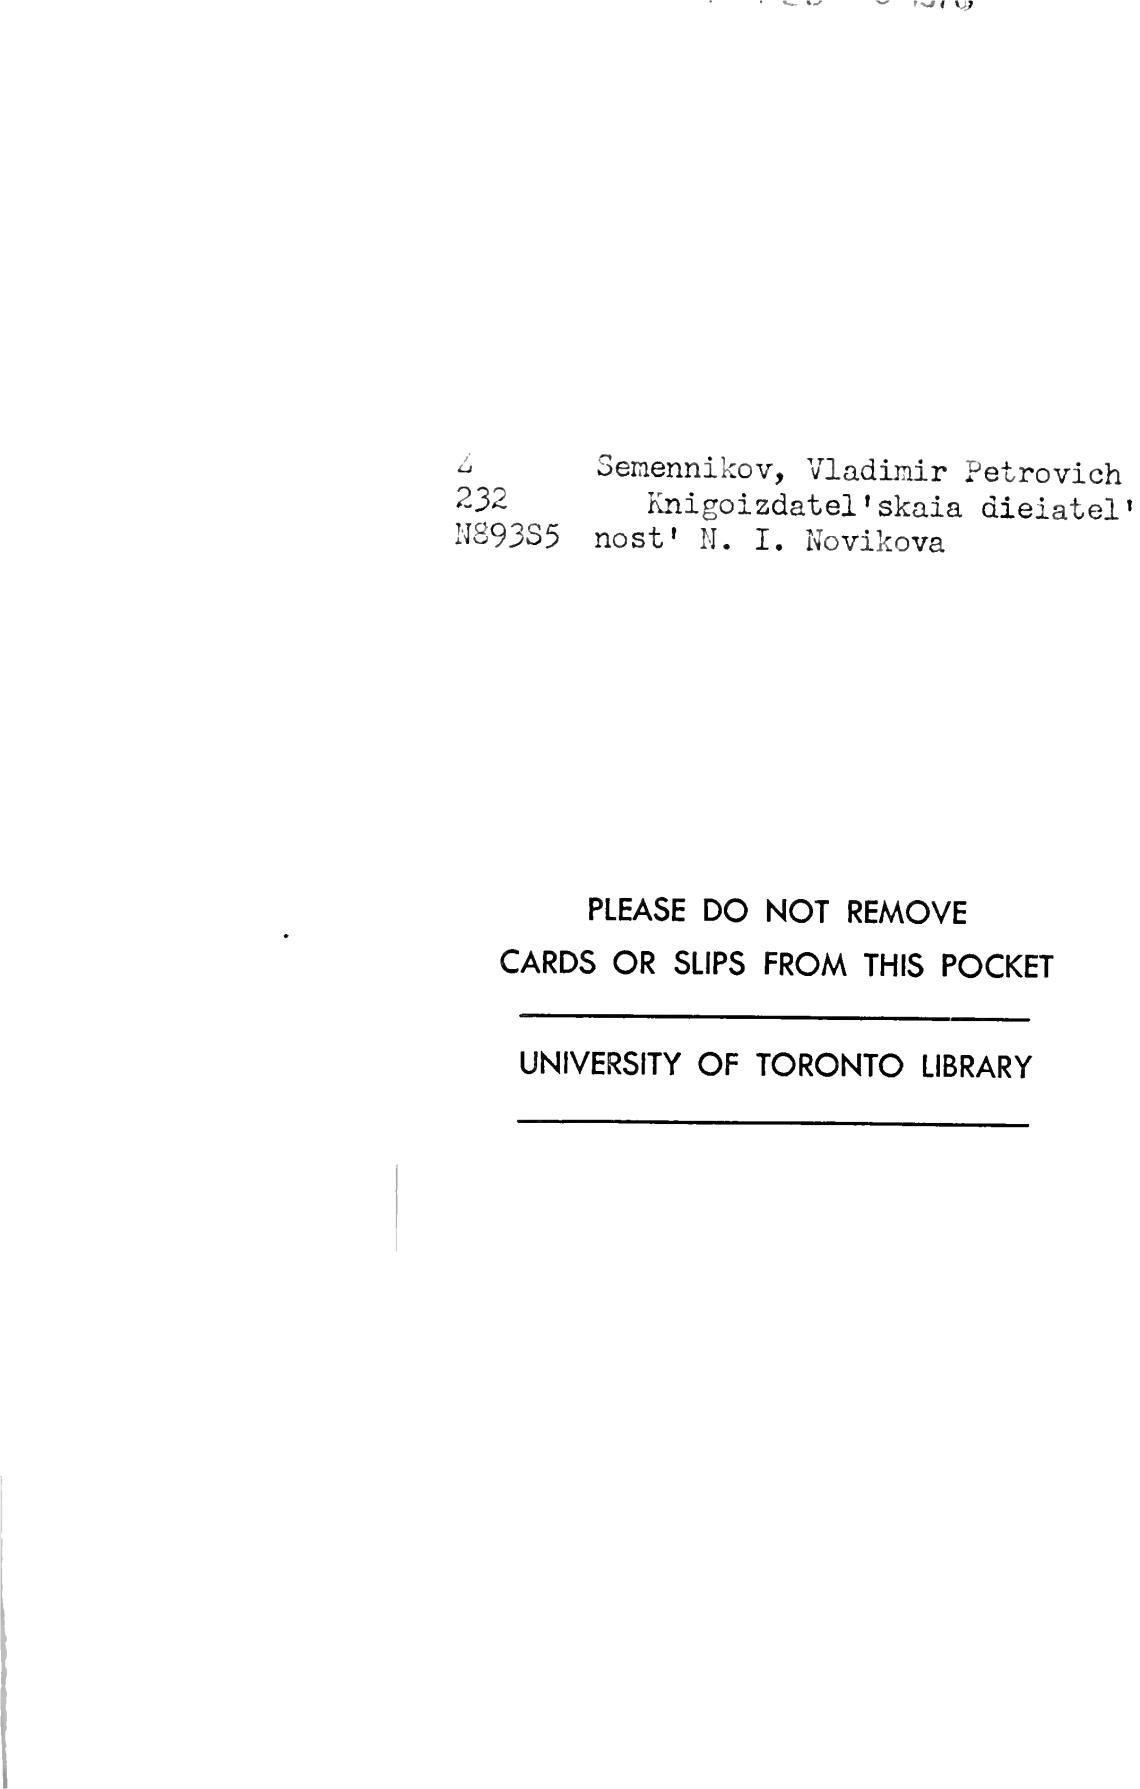 Z Semennikov, Vladimir Petrovich
232 Knigoizdatel'skaia dieiatel'
N893S5 nost' N. I. Novikova
PLEASE DO NOT REMOVE
CARDS OR SLIPS FROM THIS POCKET
UNIVERSITY OF TORONTO LIBRARY